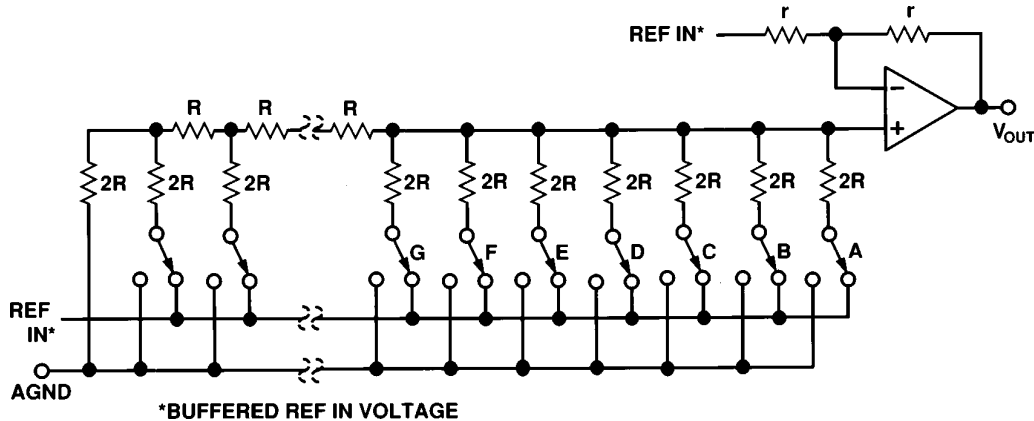 r r
REF IN*
R R R
− +
VOUT
2R 2R 2R 2R 2R 2R 2R 2R 2R 2R
G F E D C B A
REF
IN*
AGND
*BUFFERED REF IN VOLTAGE